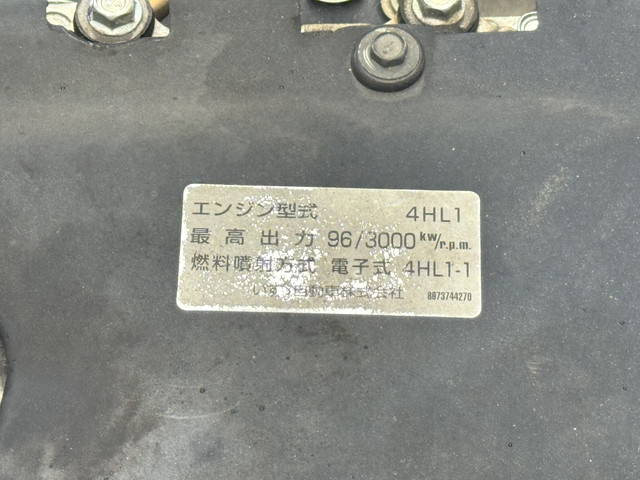 エンジン型式 4HL1
最高出力 96/3000 kw/r.p.m.
燃料噴射方式 電子式 4HL1-1
いすゞ自動車株式会社 8973744270